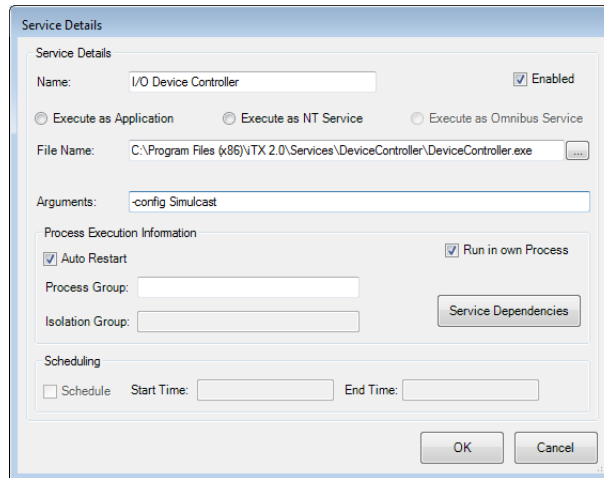 Service Details
Service Details
Name: I/O Device Controller Enabled
Execute as Application Execute as NT Service Execute as Omnibus Service
File Name: C:\Program Files (x86)\iTX 2.0\Services\DeviceController\DeviceController.exe ...
Arguments: -config Simulcast
Process Execution Information
Auto Restart Run in own Process
Process Group:
Isolation Group: Service Dependencies
Scheduling
Schedule Start Time: End Time:
OK Cancel